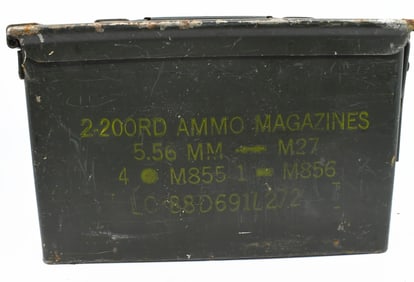 2-200RD AMMO MAGAZINES
5.56 MM M27
4 M855 1 M856
LC-88D691L272